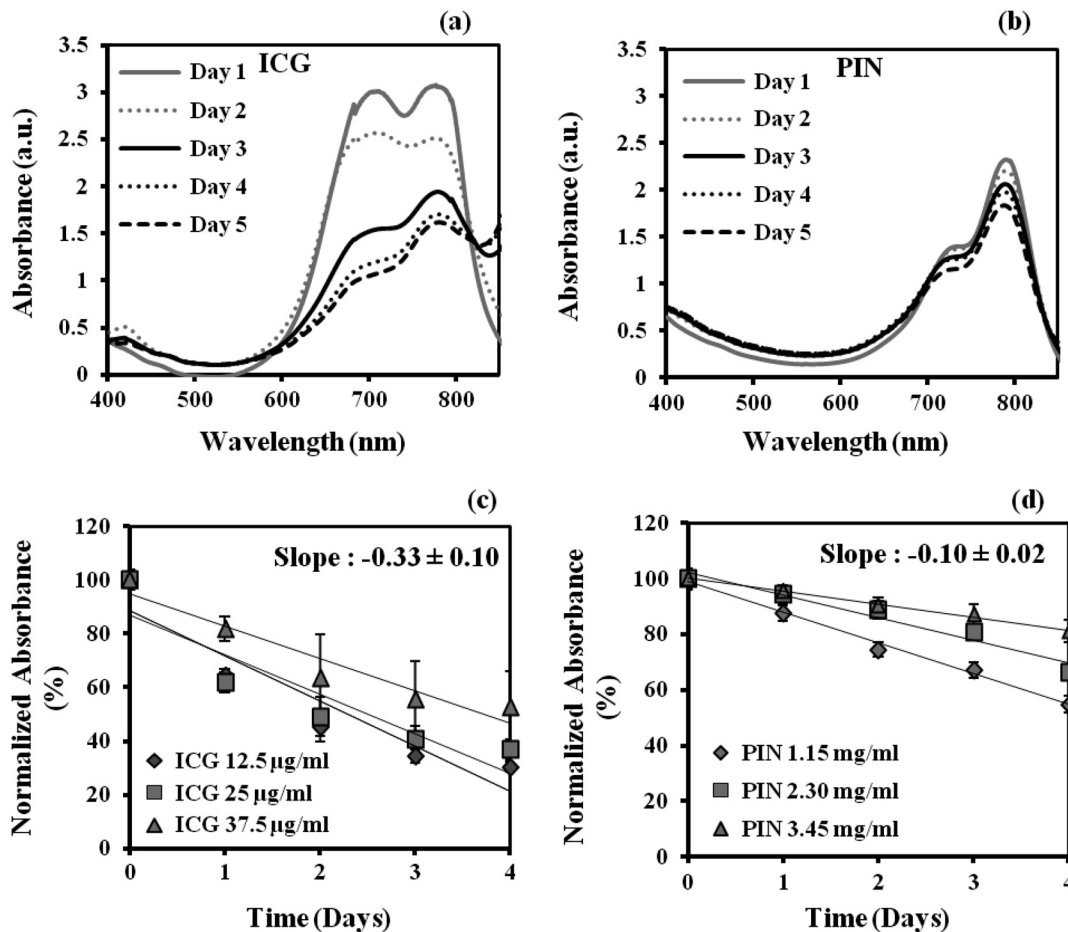 (a)
ICG
Day 1
Day 2
Day 3
Day 4
Day 5
3.5
3
2.5
2
1.5
1
0.5
0
400 500 600 700 800
Absorbance (a.u.)
Wavelength (nm)
(b)
PIN
Day 1
Day 2
Day 3
Day 4
Day 5
3.5
3
2.5
2
1.5
1
0.5
0
400 500 600 700 800
Absorbance (a.u.)
Wavelength (nm)
(c)
Slope : -0.33 ± 0.10
120
100
80
60
40
20
0
0 1 2 3 4
ICG 12.5 µg/ml
ICG 25 µg/ml
ICG 37.5 µg/ml
Normalized Absorbance
(%)
Time (Days)
(d)
Slope : -0.10 ± 0.02
120
100
80
60
40
20
0
0 1 2 3 4
PIN 1.15 mg/ml
PIN 2.30 mg/ml
PIN 3.45 mg/ml
Normalized Absorbance
(%)
Time (Days)